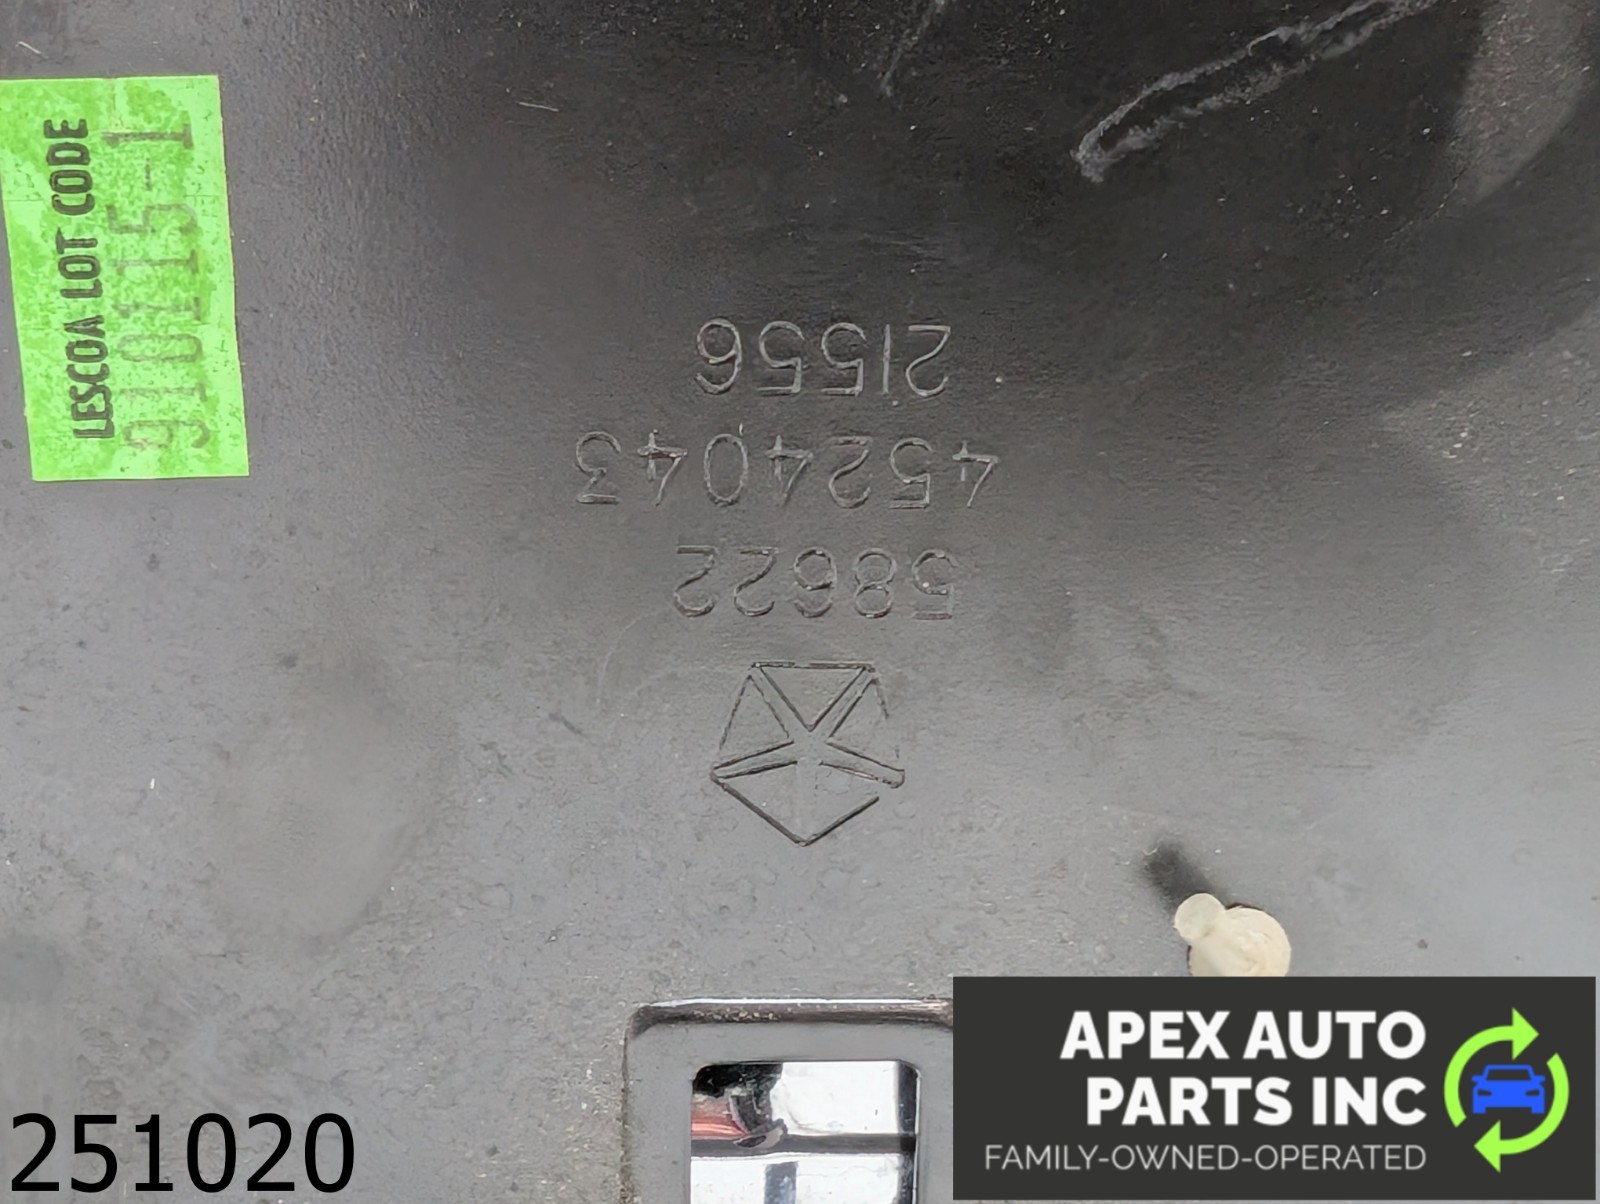 LESCOA LOT CODE
910115-1
58622
4524043
21556
251020
APEX AUTO
PARTS INC
FAMILY-OWNED-OPERATED